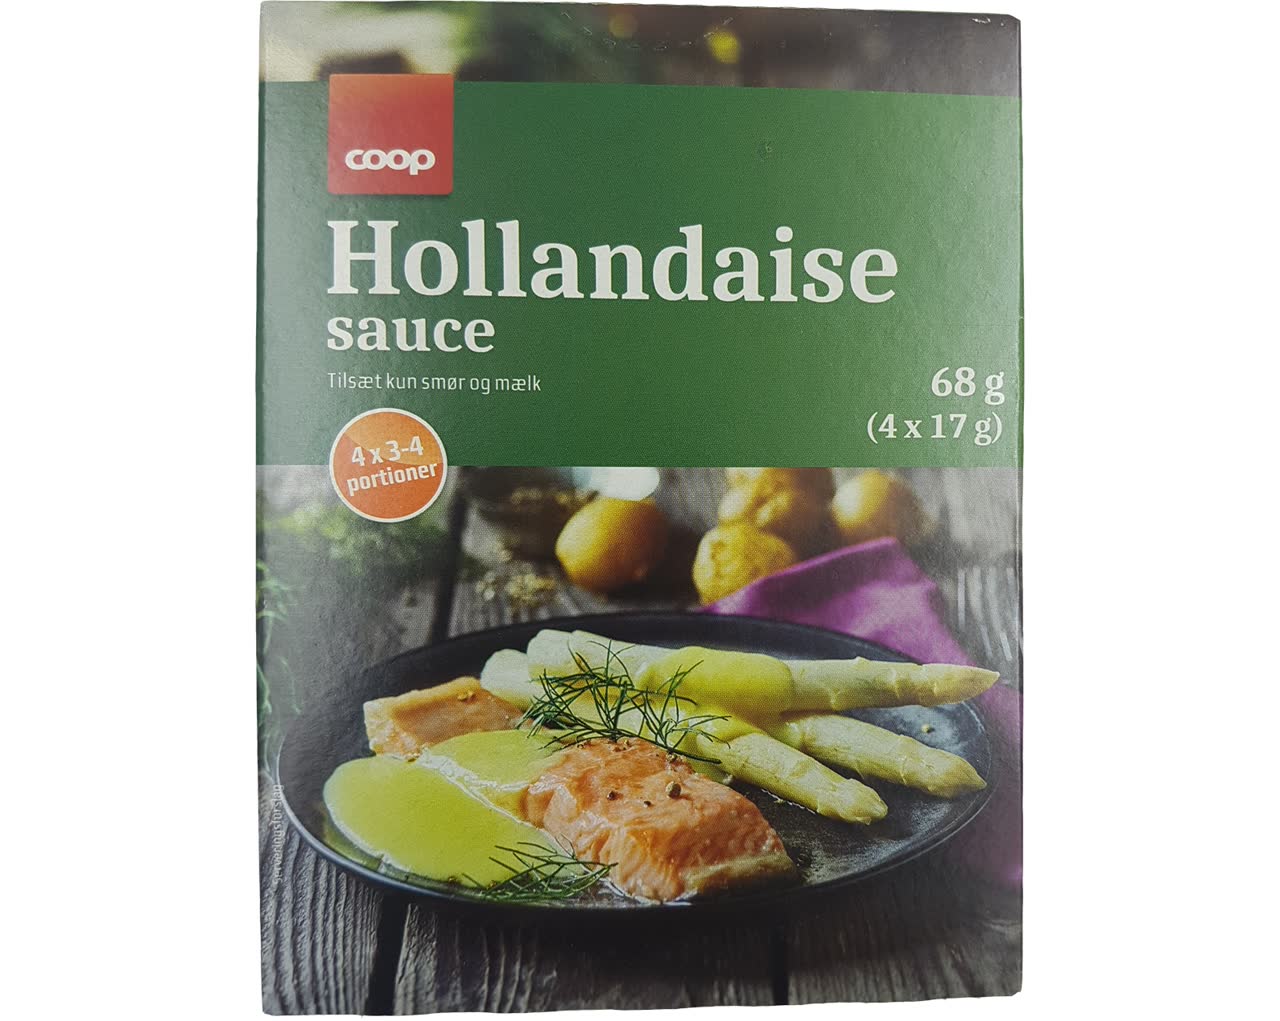 coop
Hollandaise
sauce
Tilsæt kun smør og mælk
68 g
(4 x 17 g)
4 x 3-4
portioner
Serveringsforslag